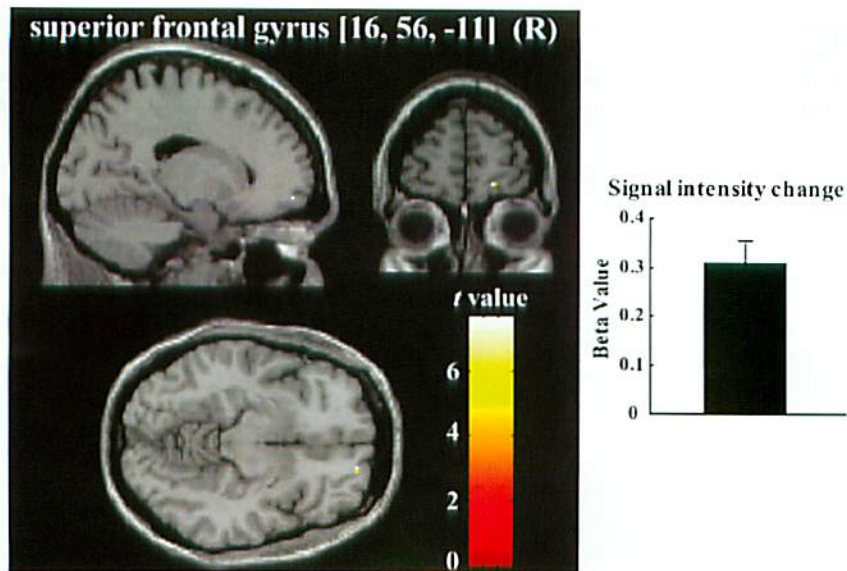 superior frontal gyrus [16, 56, -11] (R)
t value
6
4
2
0
Signal intensity change
Beta Value
0.4
0.3
0.2
0.1
0